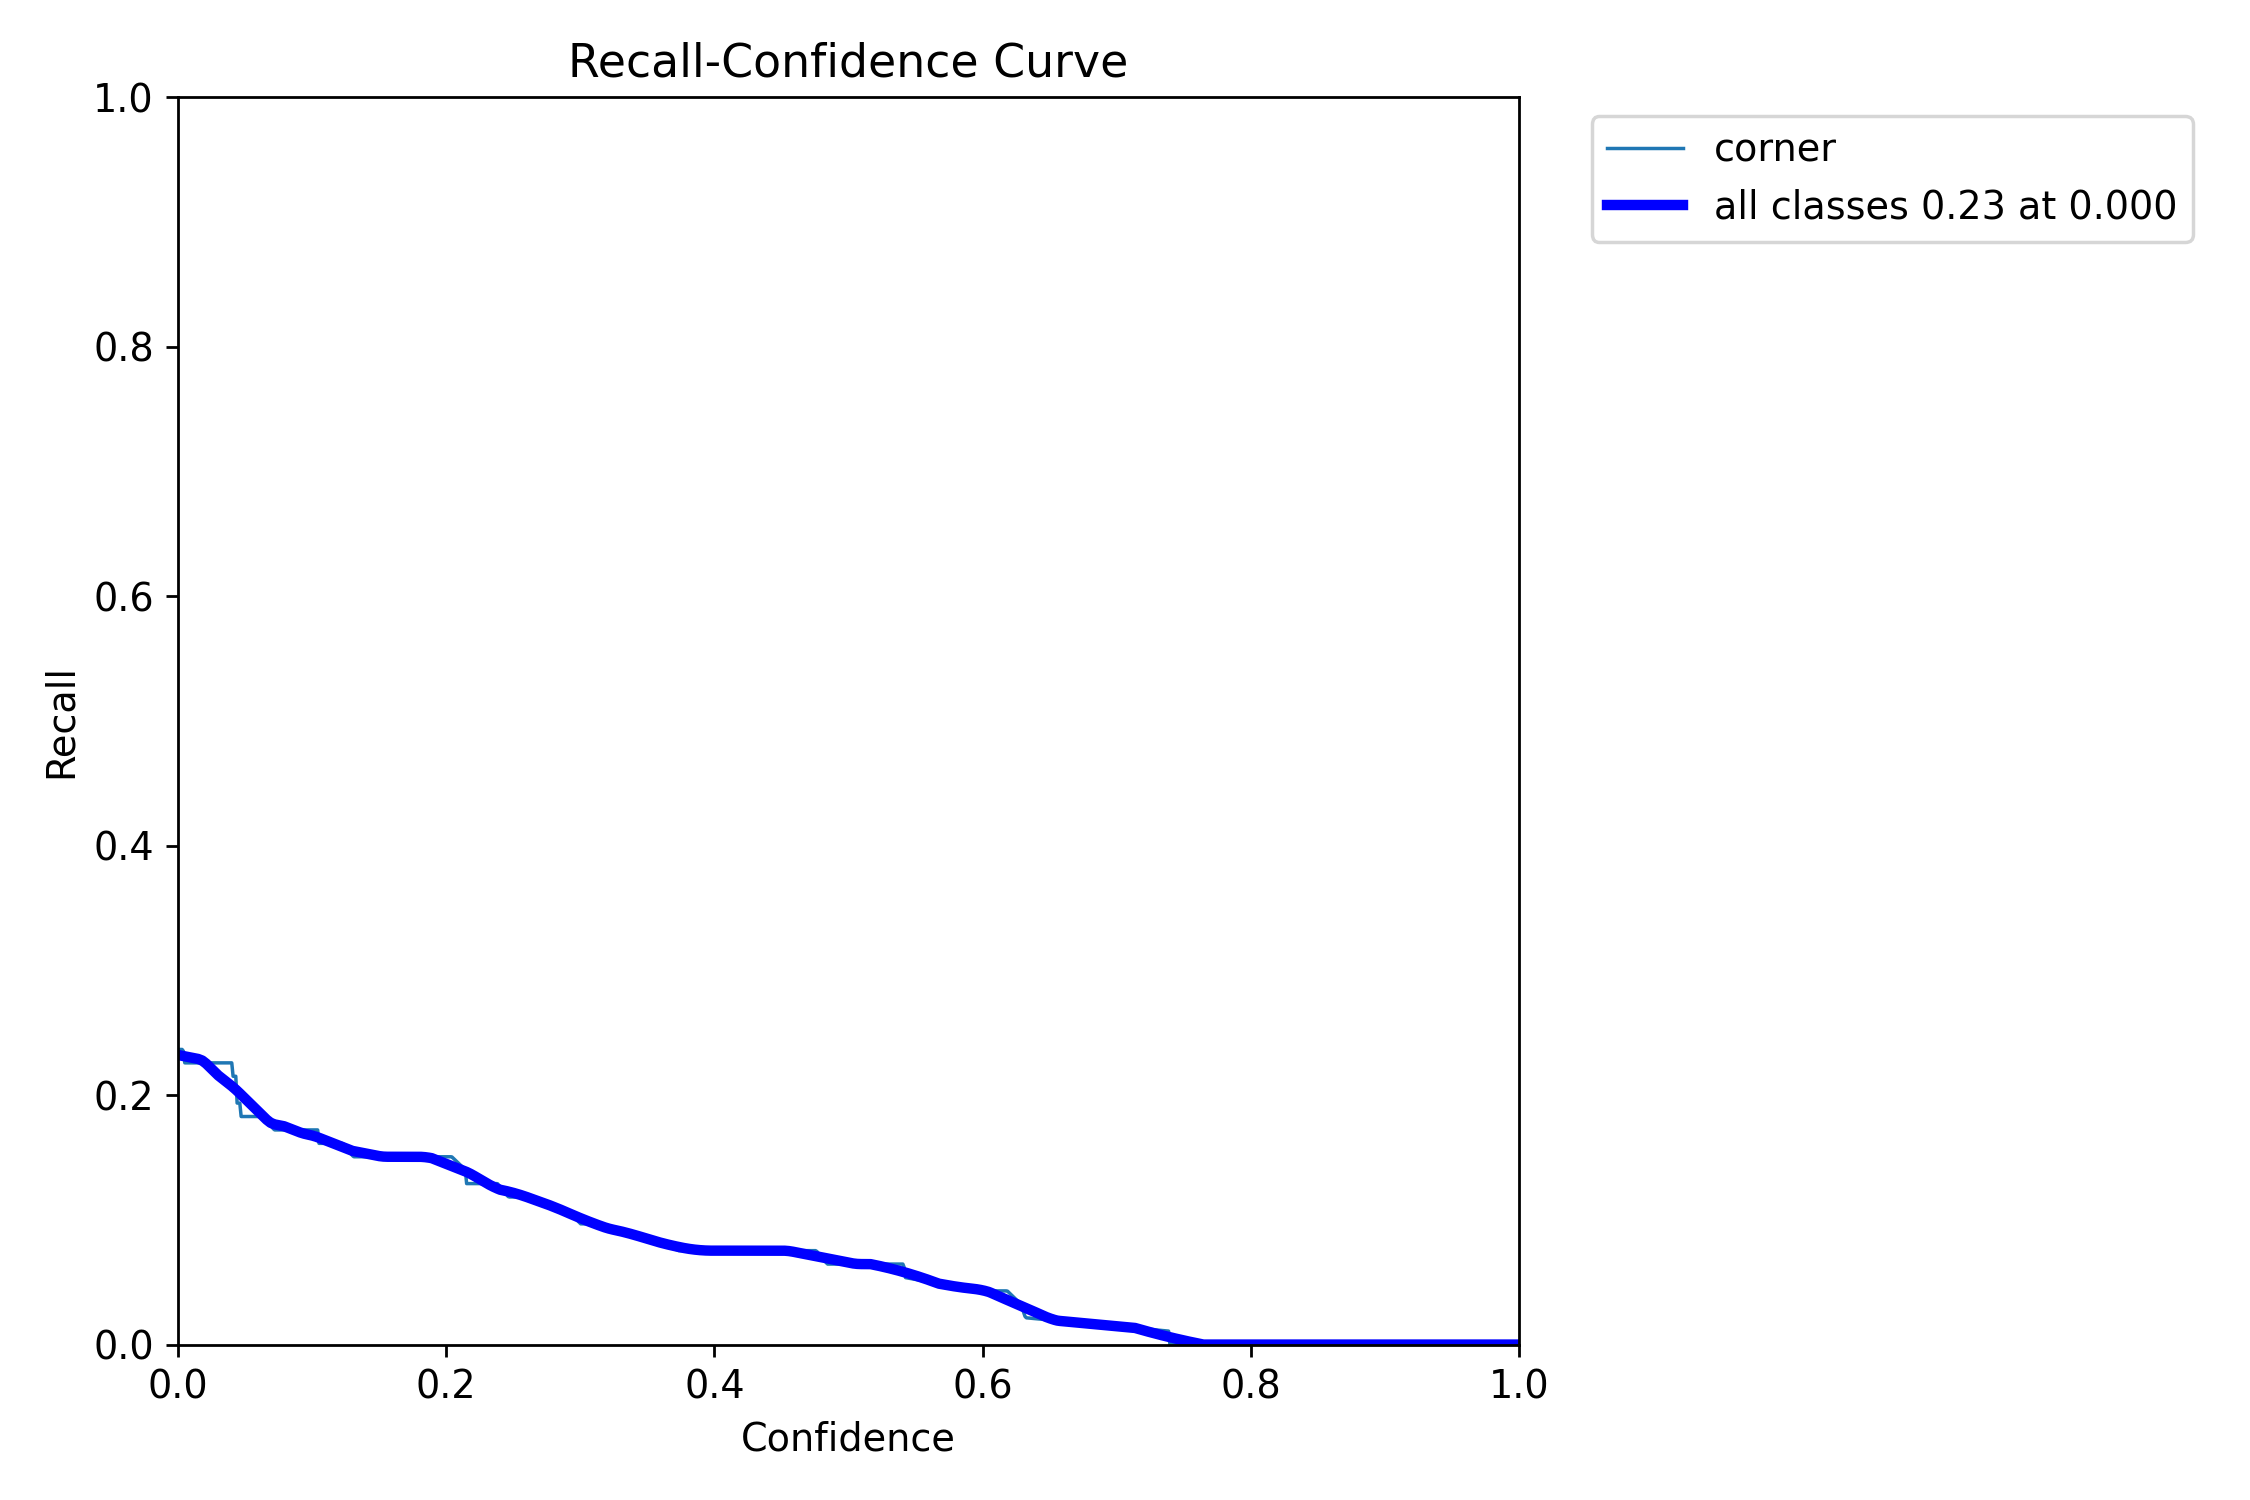 Recall-Confidence Curve
1.0
0.8
0.6
0.4
0.2
0.0
Recall
0.0 0.2 0.4 0.6 0.8 1.0
Confidence
corner
all classes 0.23 at 0.000